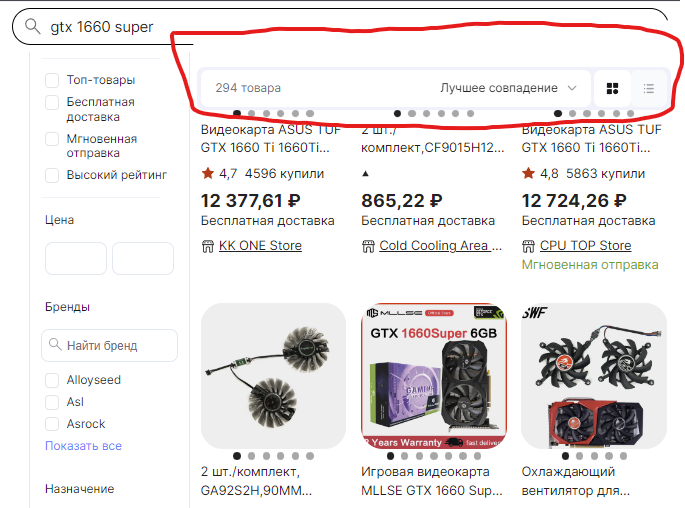 gtx 1660 super
294 товара
Лучшее совпадение
Топ-товары
Бесплатная
доставка
Мгновенная
отправка
Высокий рейтинг
Цена
Бренды
Найти бренд
Alloyseed
Asl
Asrock
Показать все
Назначение
Видеокарта ASUS TUF
GTX 1660 Ti 1660Ti...
4,7 4596 купили
12 377,61 ₽
Бесплатная доставка
KK ONE Store
2 шт./
комплект,CF9015H12...
865,22 ₽
Бесплатная доставка
Cold Cooling Area ...
Видеокарта ASUS TUF
GTX 1660 Ti 1660Ti...
4,8 5863 купили
12 724,26 ₽
Бесплатная доставка
CPU TOP Store
Мгновенная отправка
2 шт./комплект,
GA92S2H,90MM...
MLLSE
GTX 1660Super 6GB
GAMING
Years Warranty
fast deliver
Игровая видеокарта
MLLSE GTX 1660 Sup...
SWF
Охлаждающий
вентилятор для...